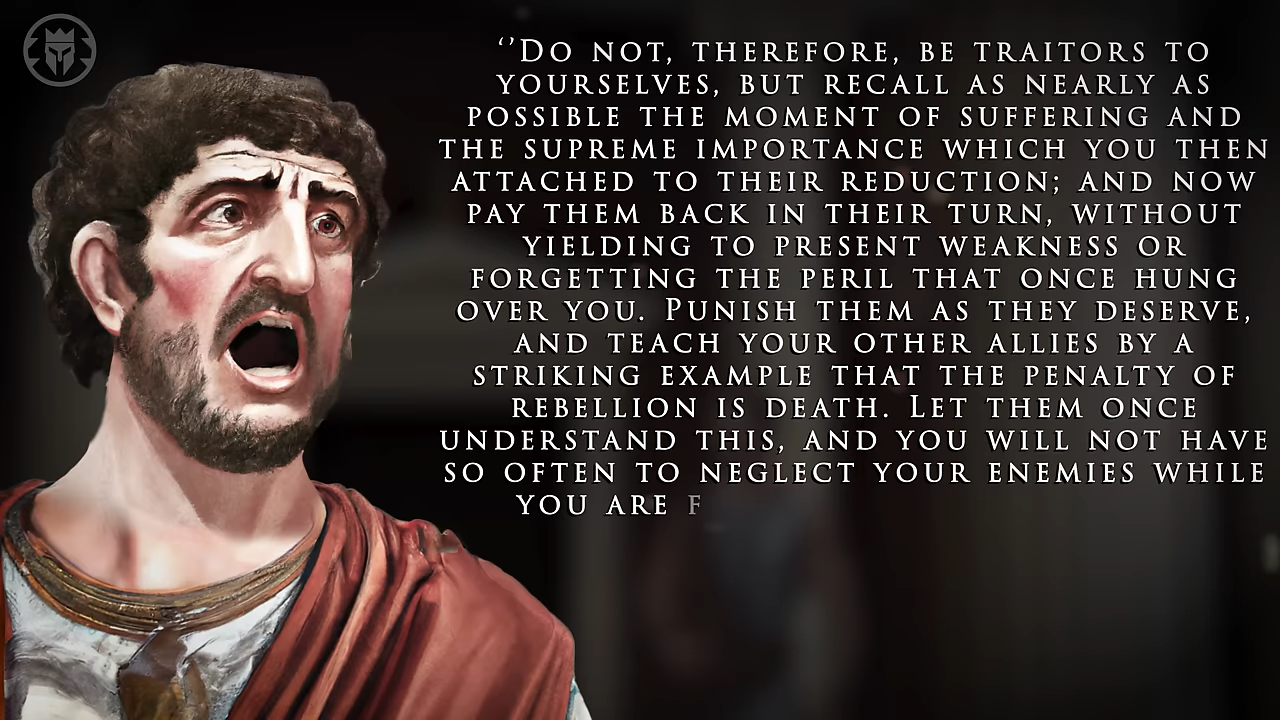 ‘’Do not, therefore, be traitors to
yourselves, but recall as nearly as
possible the moment of suffering and
the supreme importance which you then
attached to their reduction; and now
pay them back in their turn, without
yielding to present weakness or
forgetting the peril that once hung
over you. Punish them as they deserve,
and teach your other allies by a
striking example that the penalty of
rebellion is death. Let them once
understand this, and you will not have
so often to neglect your enemies while
you are f